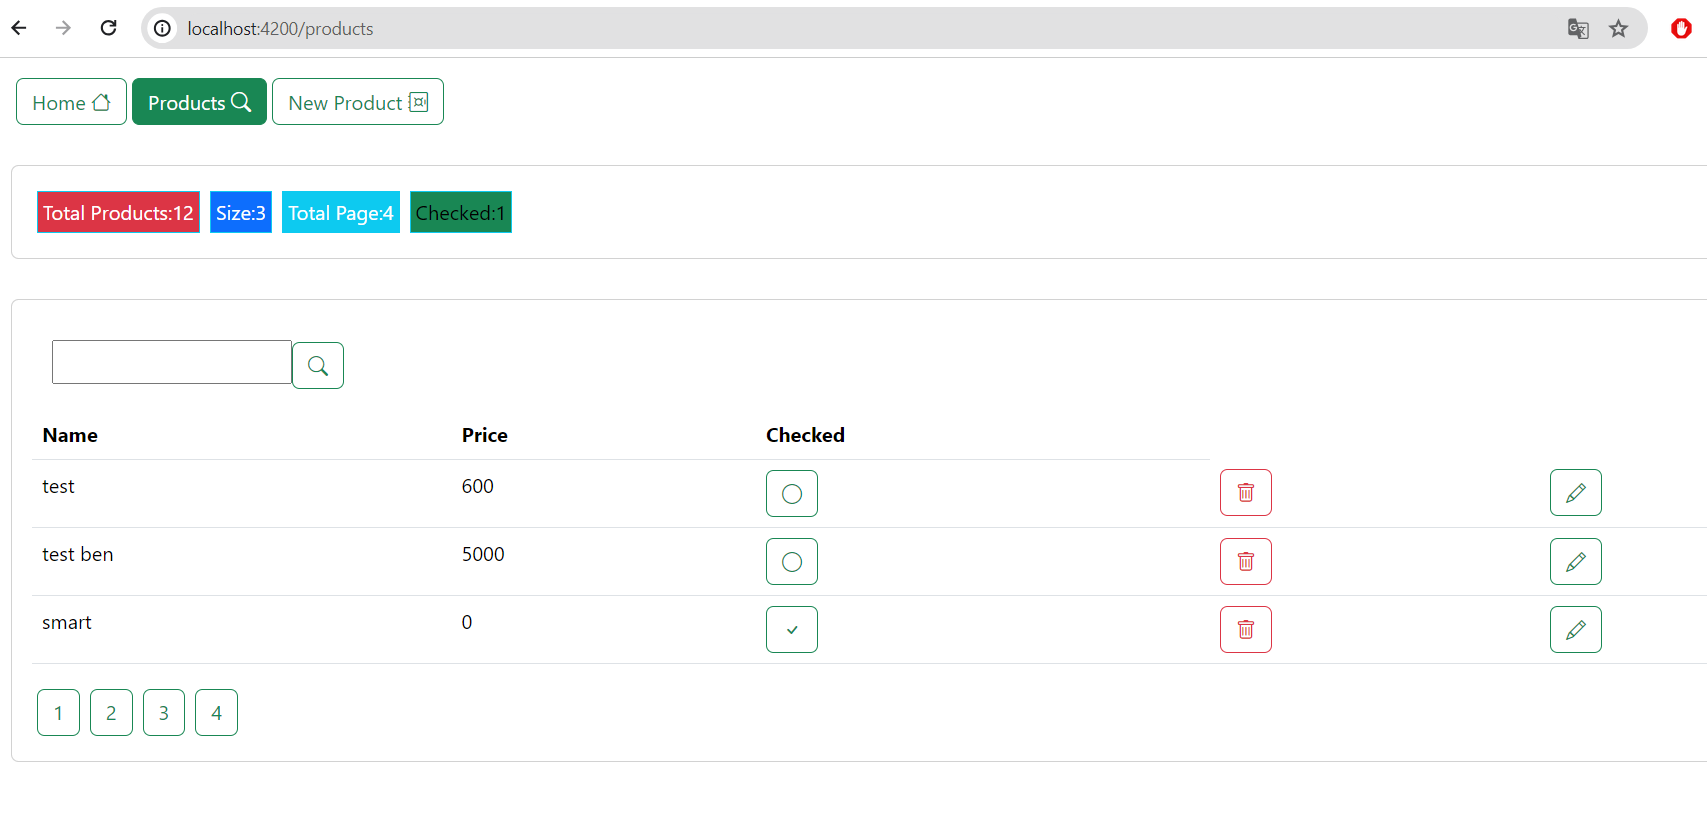 localhost:4200/products
Home Products New Product
Total Products:12 Size:3 Total Page:4 Checked:1
Name Price Checked
test 600
test ben 5000
smart 0
1 2 3 4